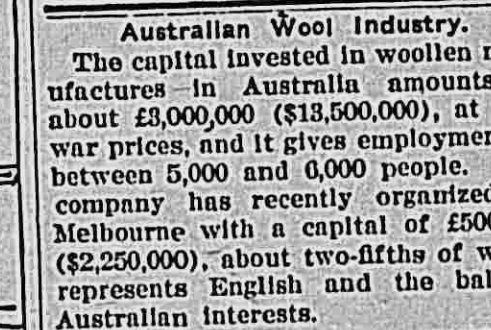 Australian Wool Industry.
The capital invested in woollen
ufactures in Australia amounts
about £3,000,000 ($13,500,000), at
war prices, and it gives employmen
between 5,000 and 6,000 people.
company has recently organized
Melbourne with a capital of £500
($2,250,000), about two-fifths of w
represents English and the bal
Australian interests.